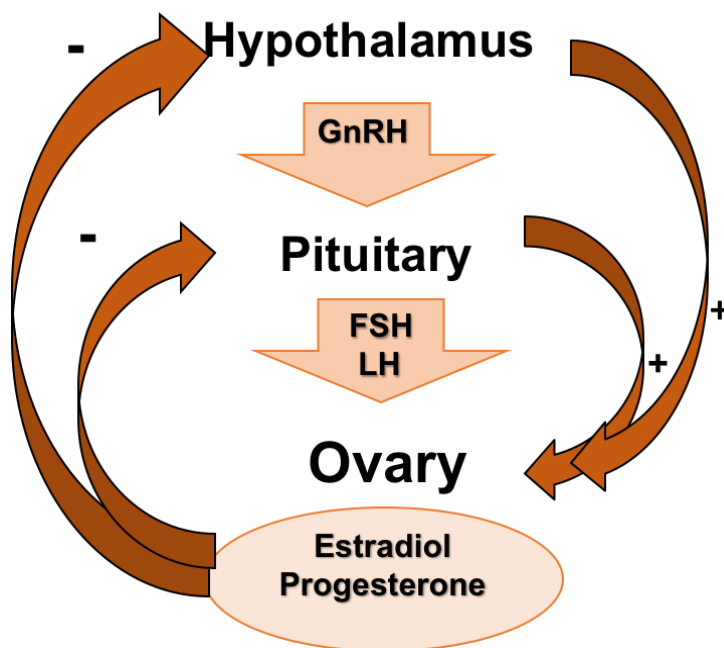 -
Hypothalamus
GnRH
-
Pituitary
+
FSH
LH
+
Ovary
Estradiol
Progesterone